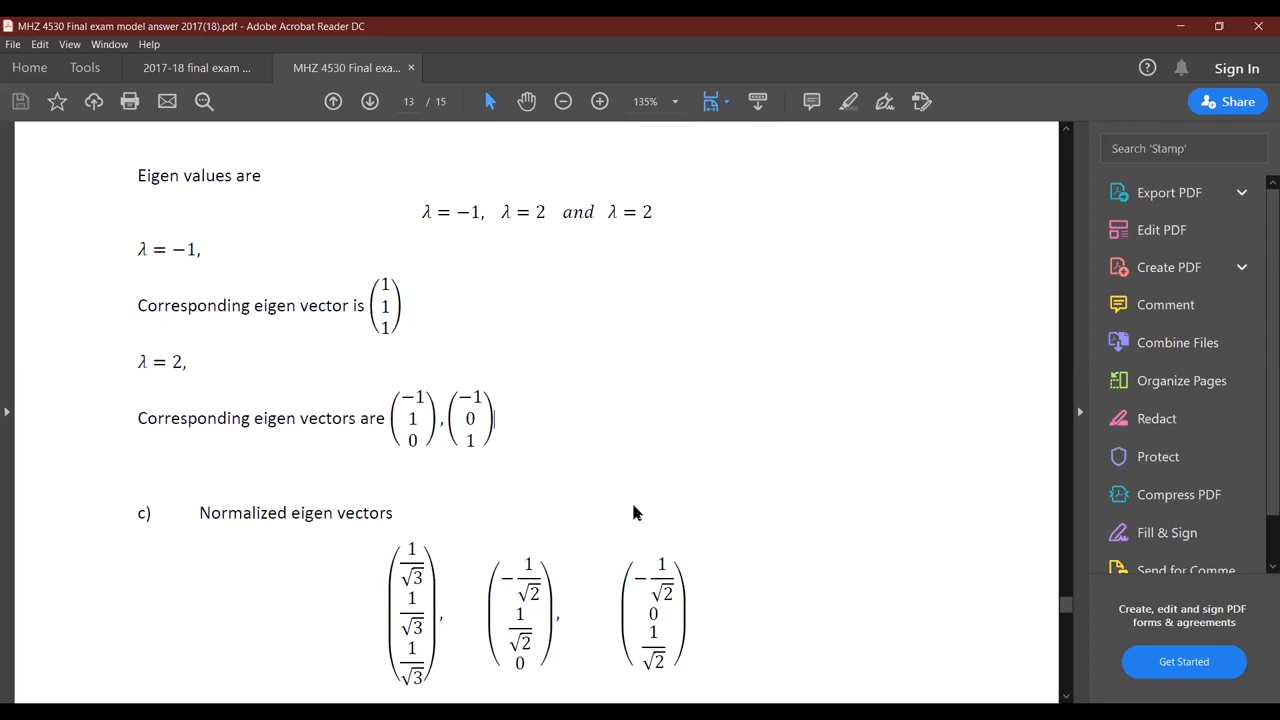 MHZ 4530 Final exam model answer 2017(18).pdf - Adobe Acrobat Reader DC
File Edit View Window Help
Home Tools 2017-18 final exam ... MHZ 4530 Final exa... × Sign In
13 / 15 135% Share
Eigen values are
λ = −1, λ = 2 and λ = 2
λ = −1,
Corresponding eigen vector is (1 1 1)
λ = 2,
Corresponding eigen vectors are (−1 1 0), (−1 0 1)
c) Normalized eigen vectors
(1/√3 1/√3 1/√3), (−1/√2 1/√2 0), (−1/√2 0 1/√2)
Search 'Stamp'
Export PDF
Edit PDF
Create PDF
Comment
Combine Files
Organize Pages
Redact
Protect
Compress PDF
Fill & Sign
Send for Comme
Create, edit and sign PDF
forms & agreements
Get Started